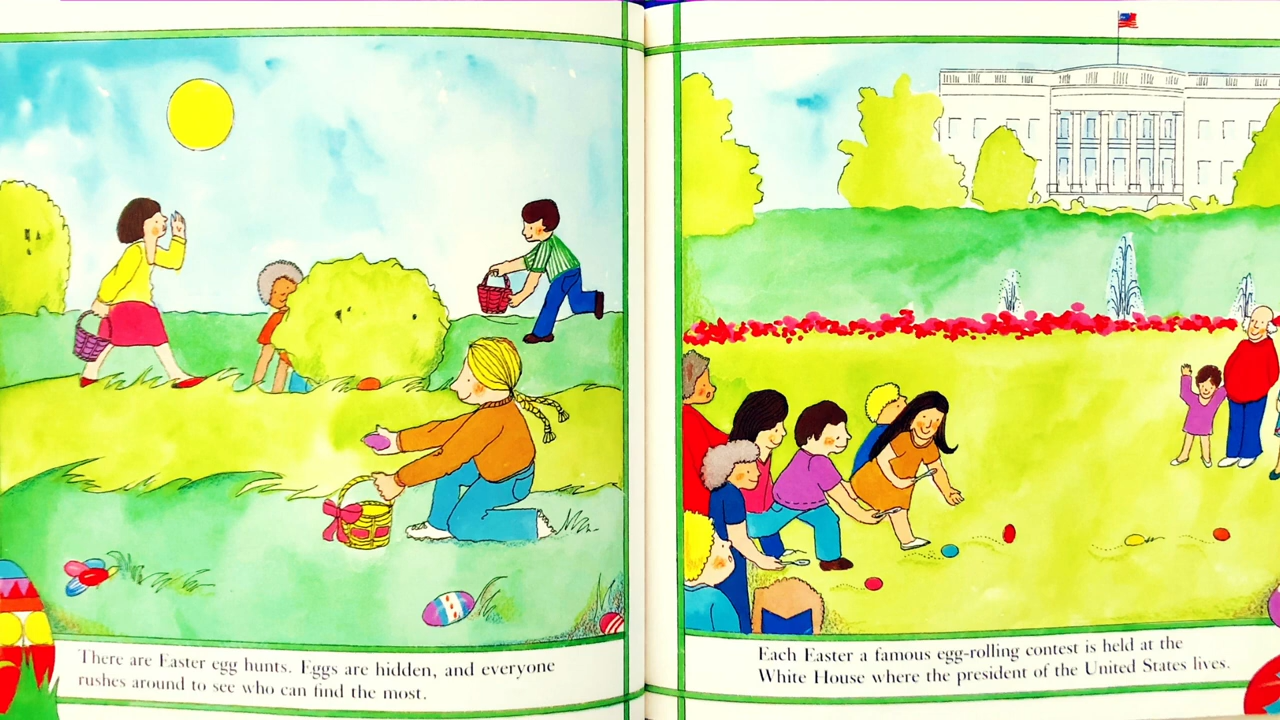 There are Easter egg hunts. Eggs are hidden, and everyone
rushes around to see who can find the most.
Each Easter a famous egg-rolling contest is held at the
White House where the president of the United States lives.